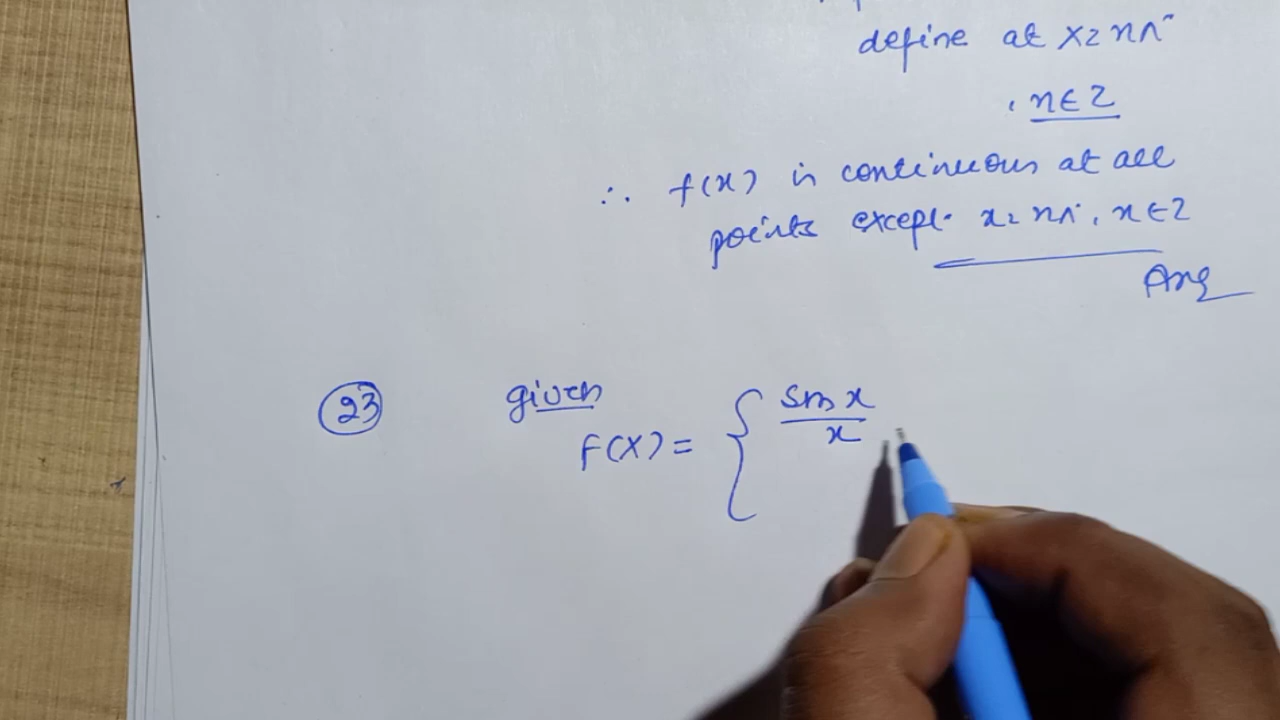 define at x = nπ
, n ∈ Z
∴ f(x) is continuous at all
points except x = nπ, n ∈ Z
Ans
23 given
F(X) = { sin x / x